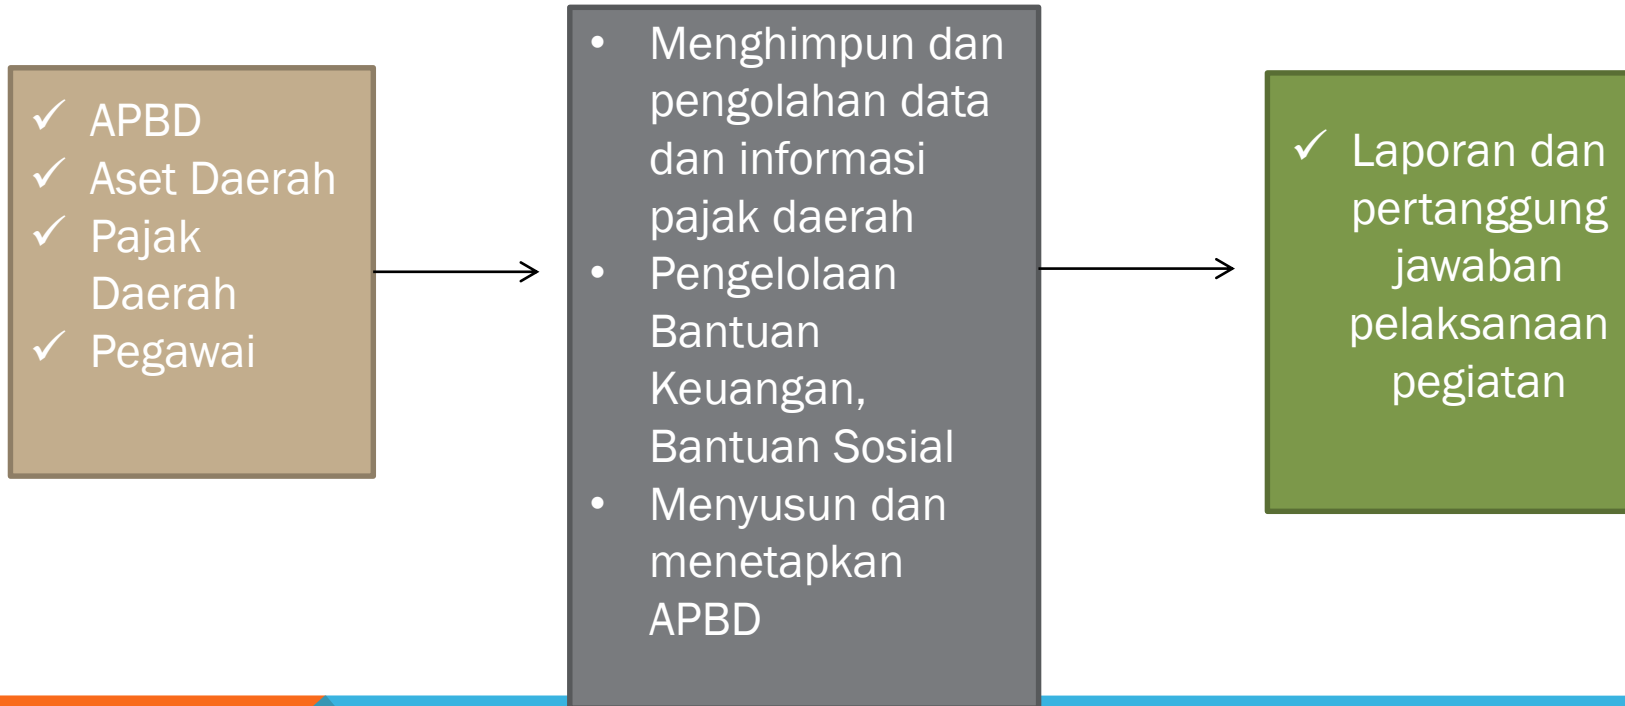 ✓ APBD
✓ Aset Daerah
✓ Pajak
Daerah
✓ Pegawai
• Menghimpun dan
pengolahan data
dan informasi
pajak daerah
• Pengelolaan
Bantuan
Keuangan,
Bantuan Sosial
• Menyusun dan
menetapkan
APBD
✓ Laporan dan
pertanggung
jawaban
pelaksanaan
pegiatan